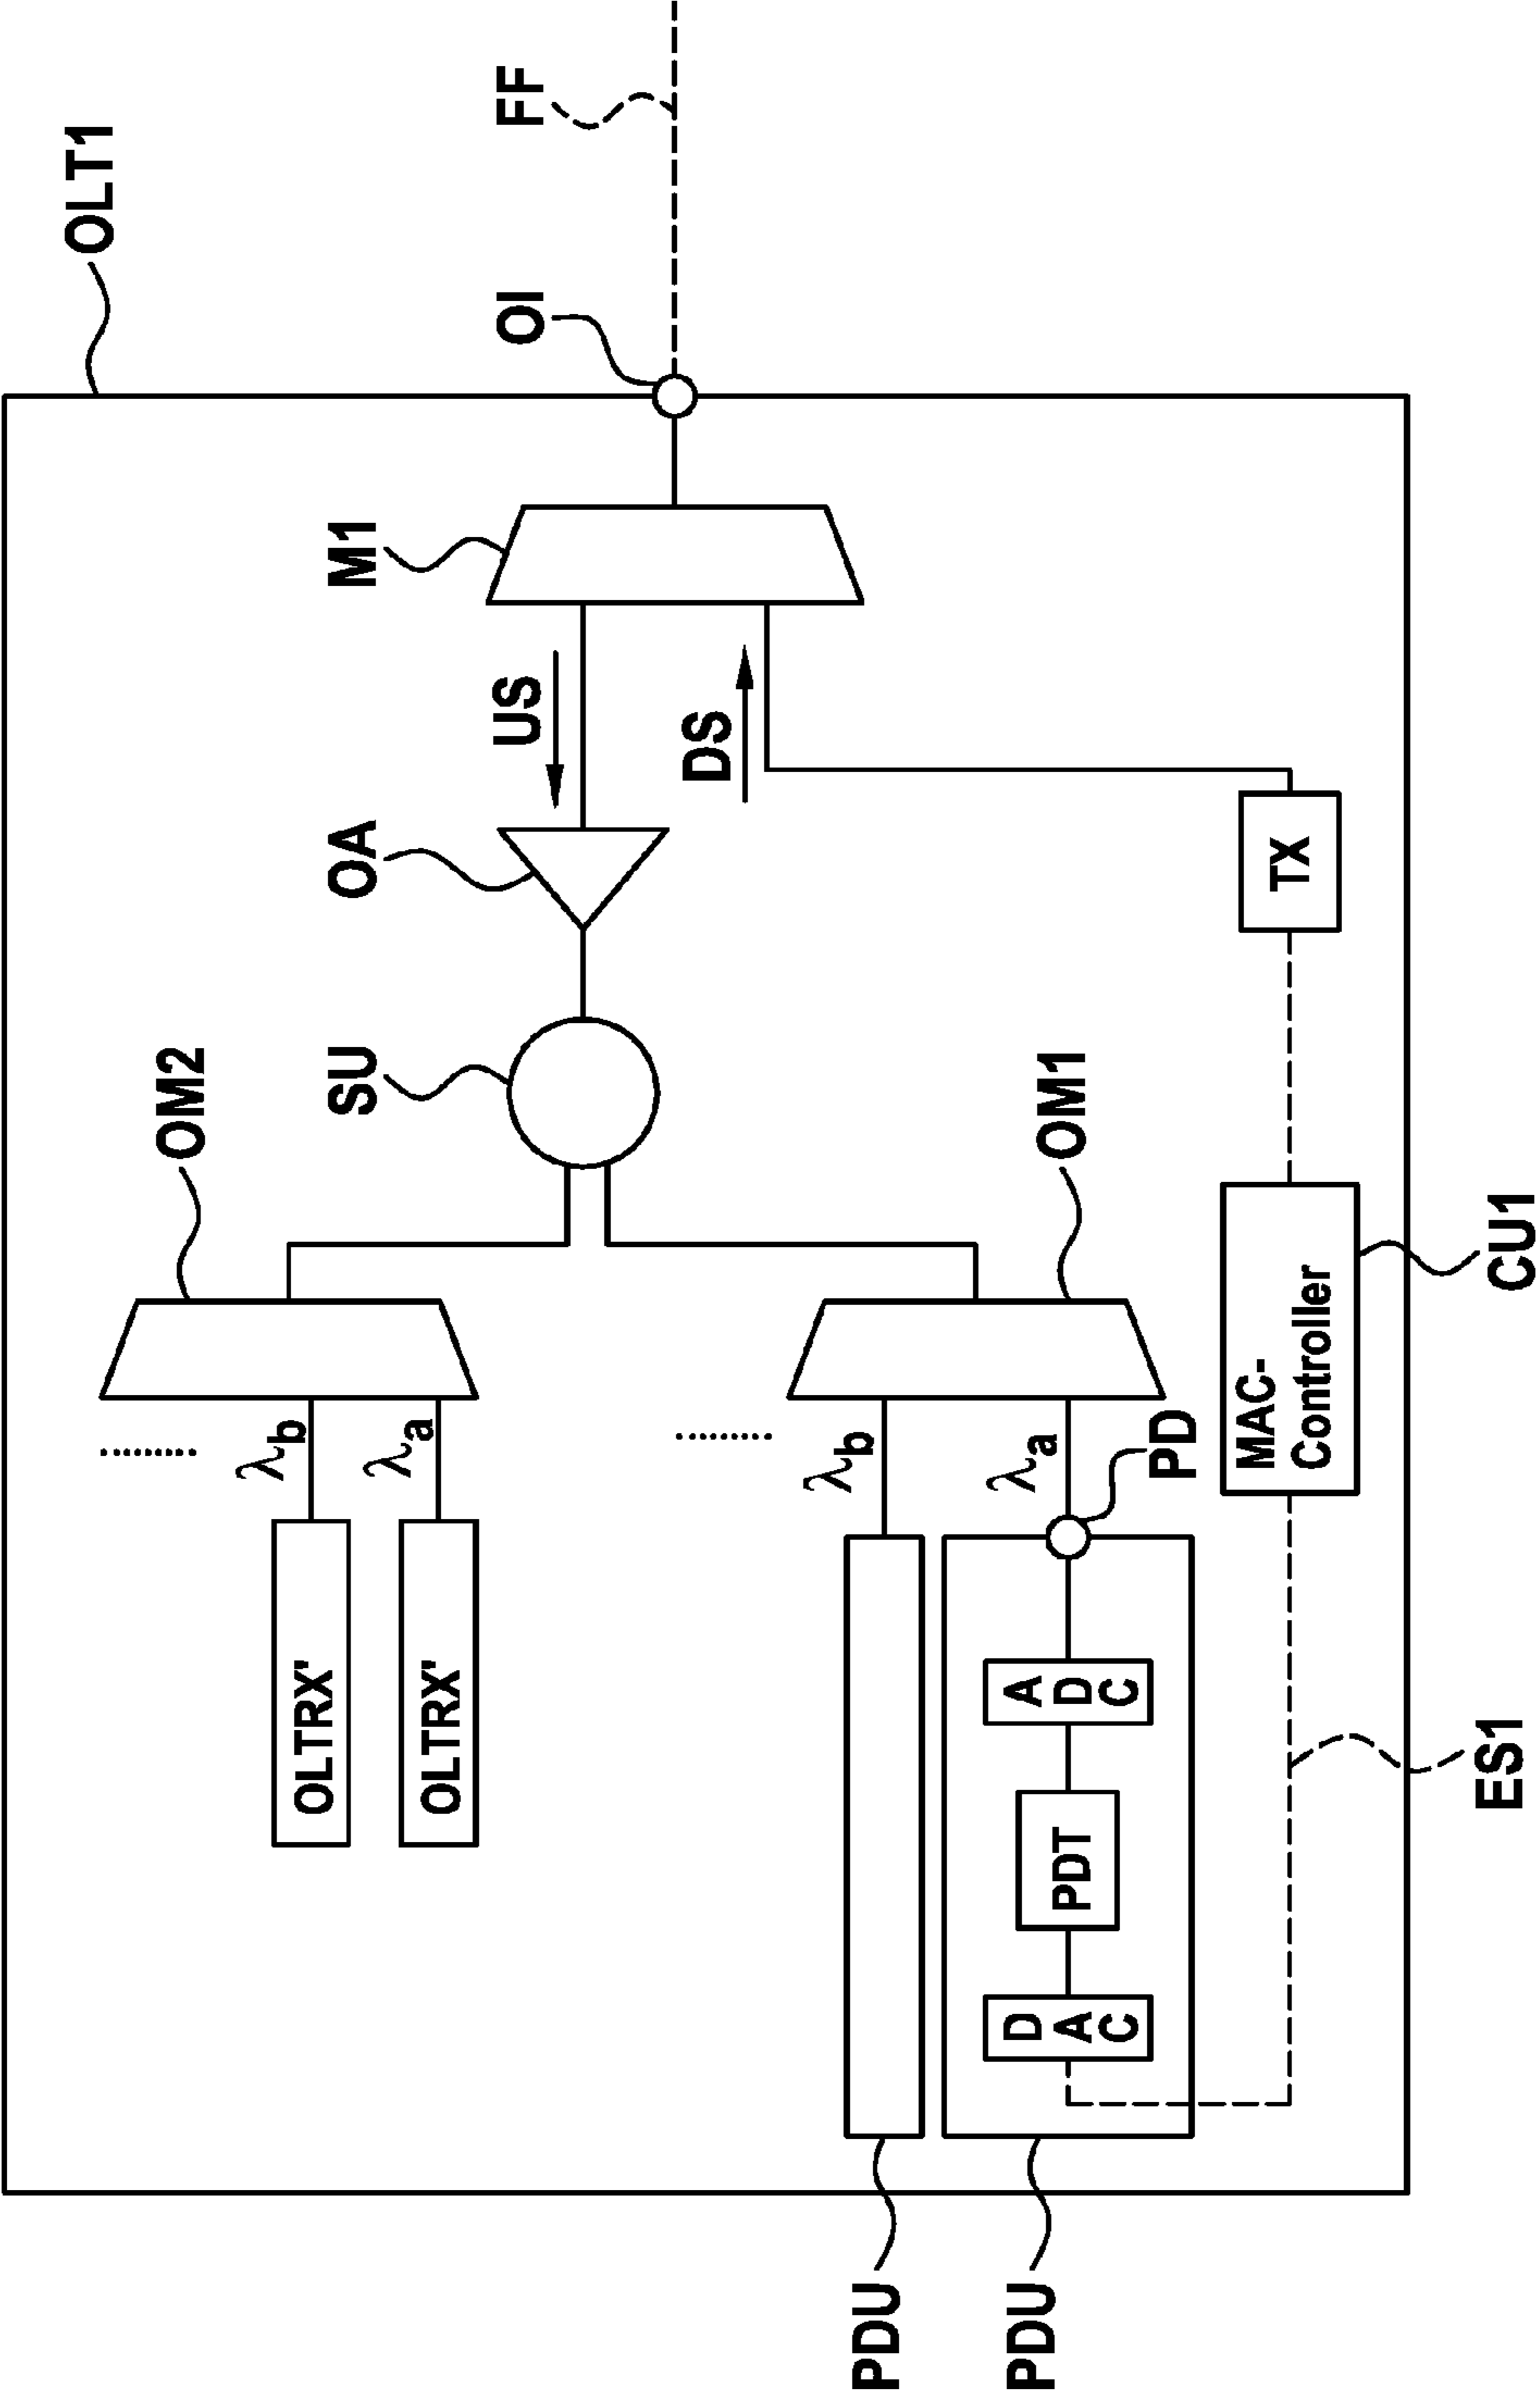 OLT1
FF
OI
M1
US
DS
OA
TX
SU
OM2
OM1
CU1
MAC-
Controller
λb
λa
λb
λa
PD
OLTRX'
OLTRX'
A
D
C
PDT
D
A
C
ES1
PDU
PDU